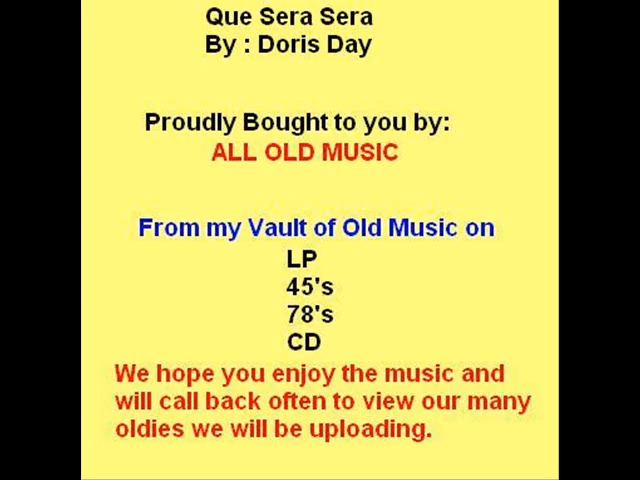 Que Sera Sera
By : Doris Day
Proudly Bought to you by:
ALL OLD MUSIC
From my Vault of Old Music on
LP
45's
78's
CD
We hope you enjoy the music and
will call back often to view our many
oldies we will be uploading.